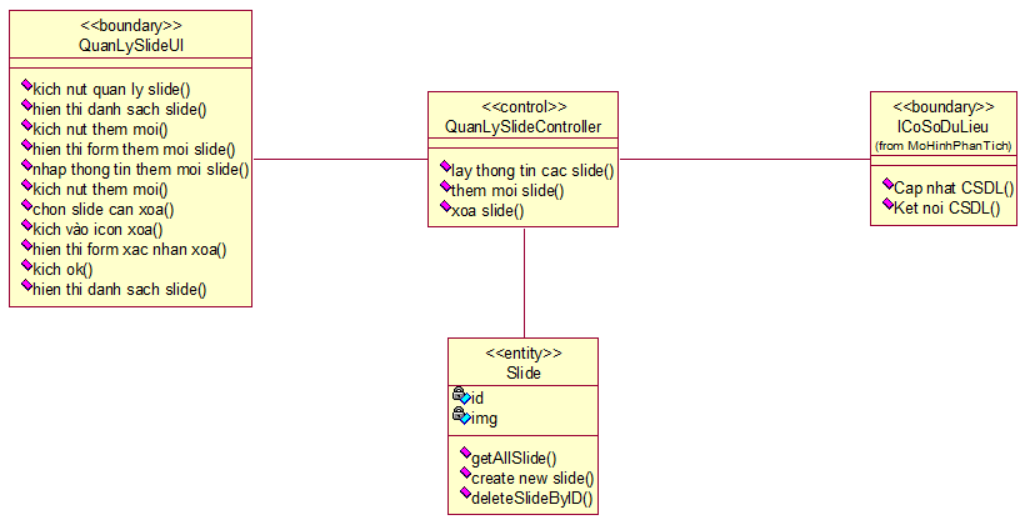 <<boundary>>
QuanLySlideUI
kich nut quan ly slide()
hien thi danh sach slide()
kich nut them moi()
hien thi form them moi slide()
nhap thong tin them moi slide()
kich nut them moi()
chon slide can xoa()
kich vào icon xoa()
hien thi form xac nhan xoa()
kich ok()
hien thi danh sach slide()
<<control>>
QuanLySlideController
lay thong tin cac slide()
them moi slide()
xoa slide()
<<boundary>>
ICoSoDuLieu
(from MoHinhPhanTich)
Cap nhat CSDL()
Ket noi CSDL()
<<entity>>
Slide
id
img
getAllSlide()
create new slide()
deleteSlideByID()